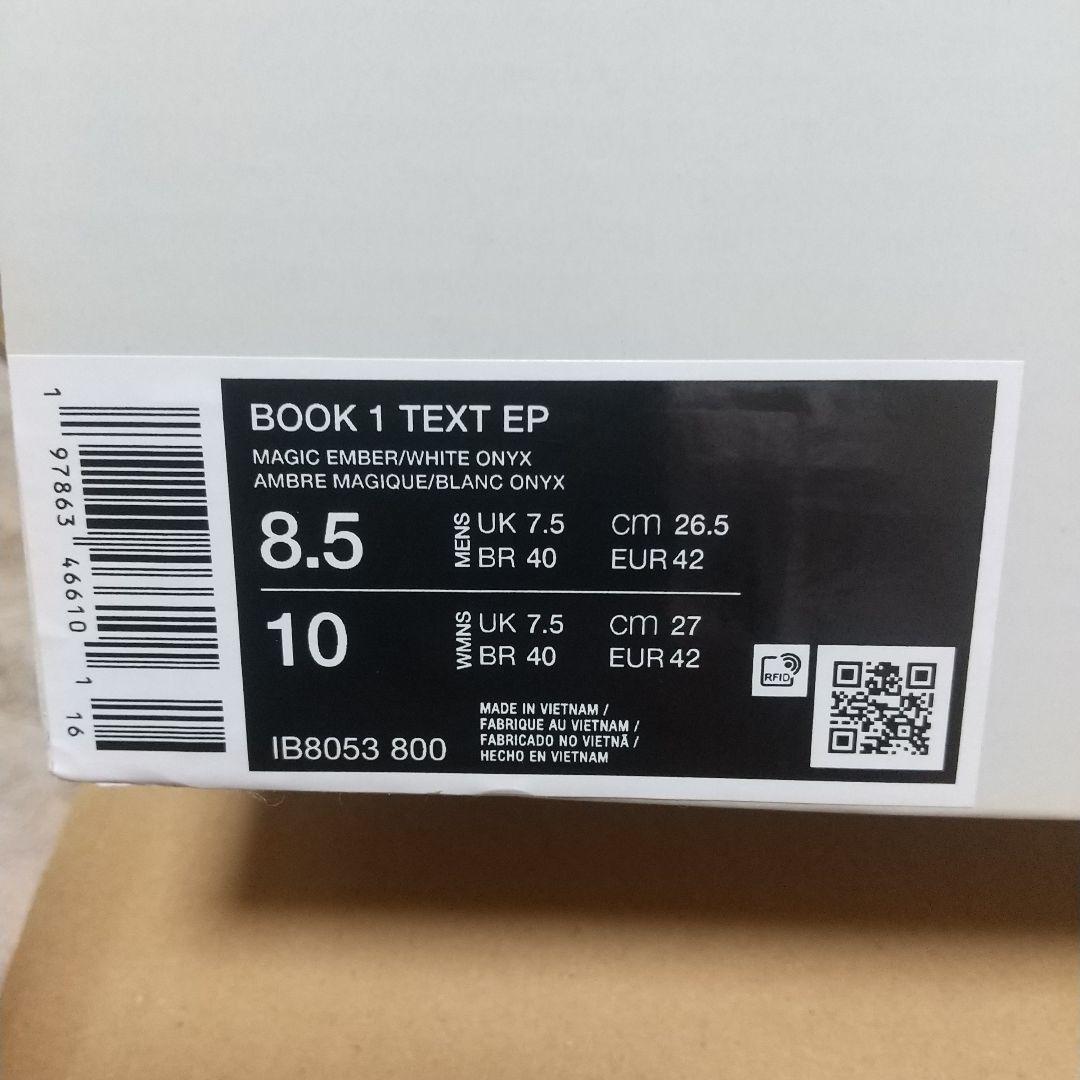 1 97863 46610 1 16
BOOK 1 TEXT EP
MAGIC EMBER/WHITE ONYX
AMBRE MAGIQUE/BLANC ONYX
8.5 MENS UK 7.5 cm 26.5
BR 40 EUR 42
10 WMNS UK 7.5 cm 27
BR 40 EUR 42
RFID
MADE IN VIETNAM /
FABRIQUE AU VIETNAM /
FABRICADO NO VIETNÃ /
HECHO EN VIETNAM
IB8053 800